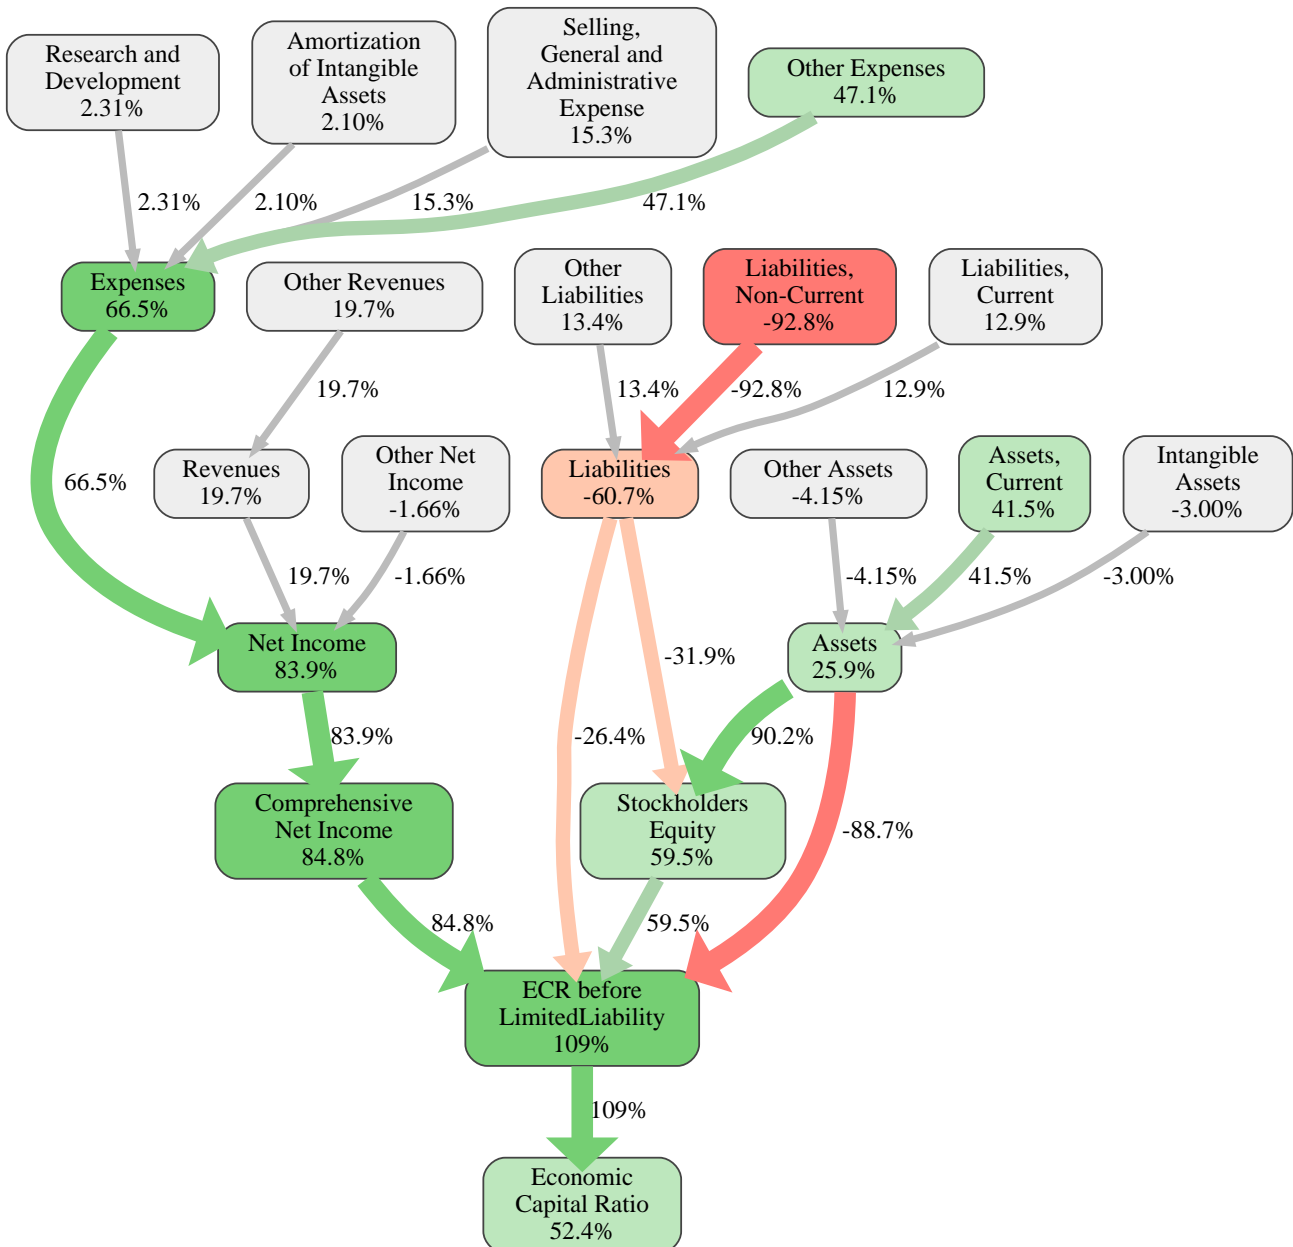 Research and
Development
2.31%
Amortization
of Intangible
Assets
2.10%
Selling,
General and
Administrative
Expense
15.3%
Other Expenses
47.1%
2.31%
2.10%
15.3%
47.1%
Expenses
66.5%
Other Revenues
19.7%
Other
Liabilities
13.4%
Liabilities,
Non-Current
-92.8%
Liabilities,
Current
12.9%
19.7%
13.4%
-92.8%
12.9%
66.5%
Revenues
19.7%
Other Net
Income
-1.66%
Liabilities
-60.7%
Other Assets
-4.15%
Assets,
Current
41.5%
Intangible
Assets
-3.00%
19.7%
-1.66%
-4.15%
41.5%
-3.00%
Net Income
83.9%
-31.9%
Assets
25.9%
83.9%
-26.4%
90.2%
Comprehensive
Net Income
84.8%
Stockholders
Equity
59.5%
-88.7%
84.8%
59.5%
ECR before
LimitedLiability
109%
109%
Economic
Capital Ratio
52.4%